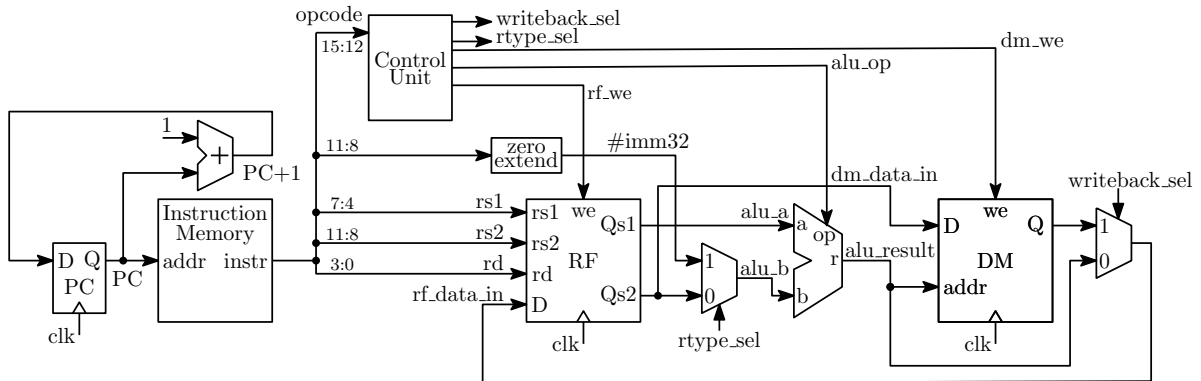 opcode
15:12
Control
Unit
writeback_sel
rtype_sel
dm_we
alu_op
rf_we
1
+
PC+1
11:8
zero
extend
#imm32
dm_data_in
writeback_sel
Instruction
Memory
addr instr
D Q
PC
clk
PC
7:4
rs1
11:8
rs2
3:0
rd
rf_data_in
we
rs1
rs2
rd
D
RF
Qs1
Qs2
clk
alu_a
1
0
alu_b
rtype_sel
a
op
r
b
alu_result
we
D
Q
DM
addr
clk
1
0